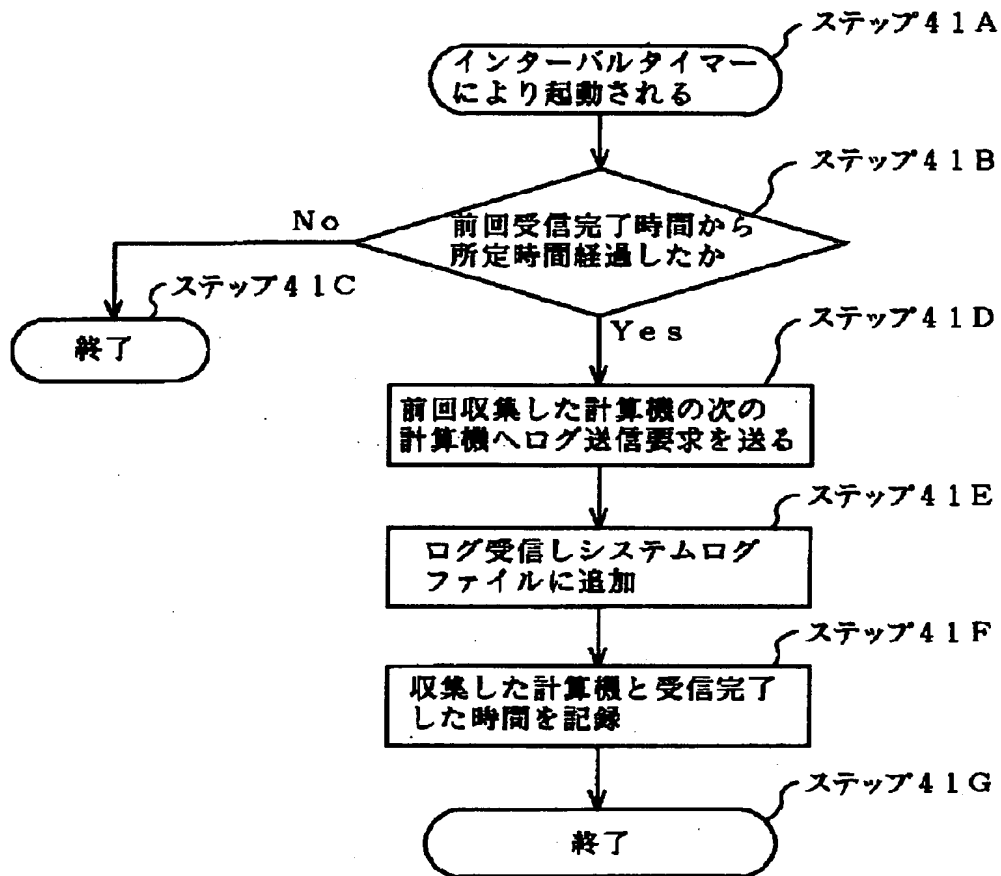 ステップ41A
インターバルタイマー
により起動される
ステップ41B
前回受信完了時間から
所定時間経過したか
No
ステップ41C
終了
Yes
ステップ41D
前回収集した計算機の次の
計算機へログ送信要求を送る
ステップ41E
ログ受信しシステムログ
ファイルに追加
ステップ41F
収集した計算機と受信完了
した時間を記録
ステップ41G
終了